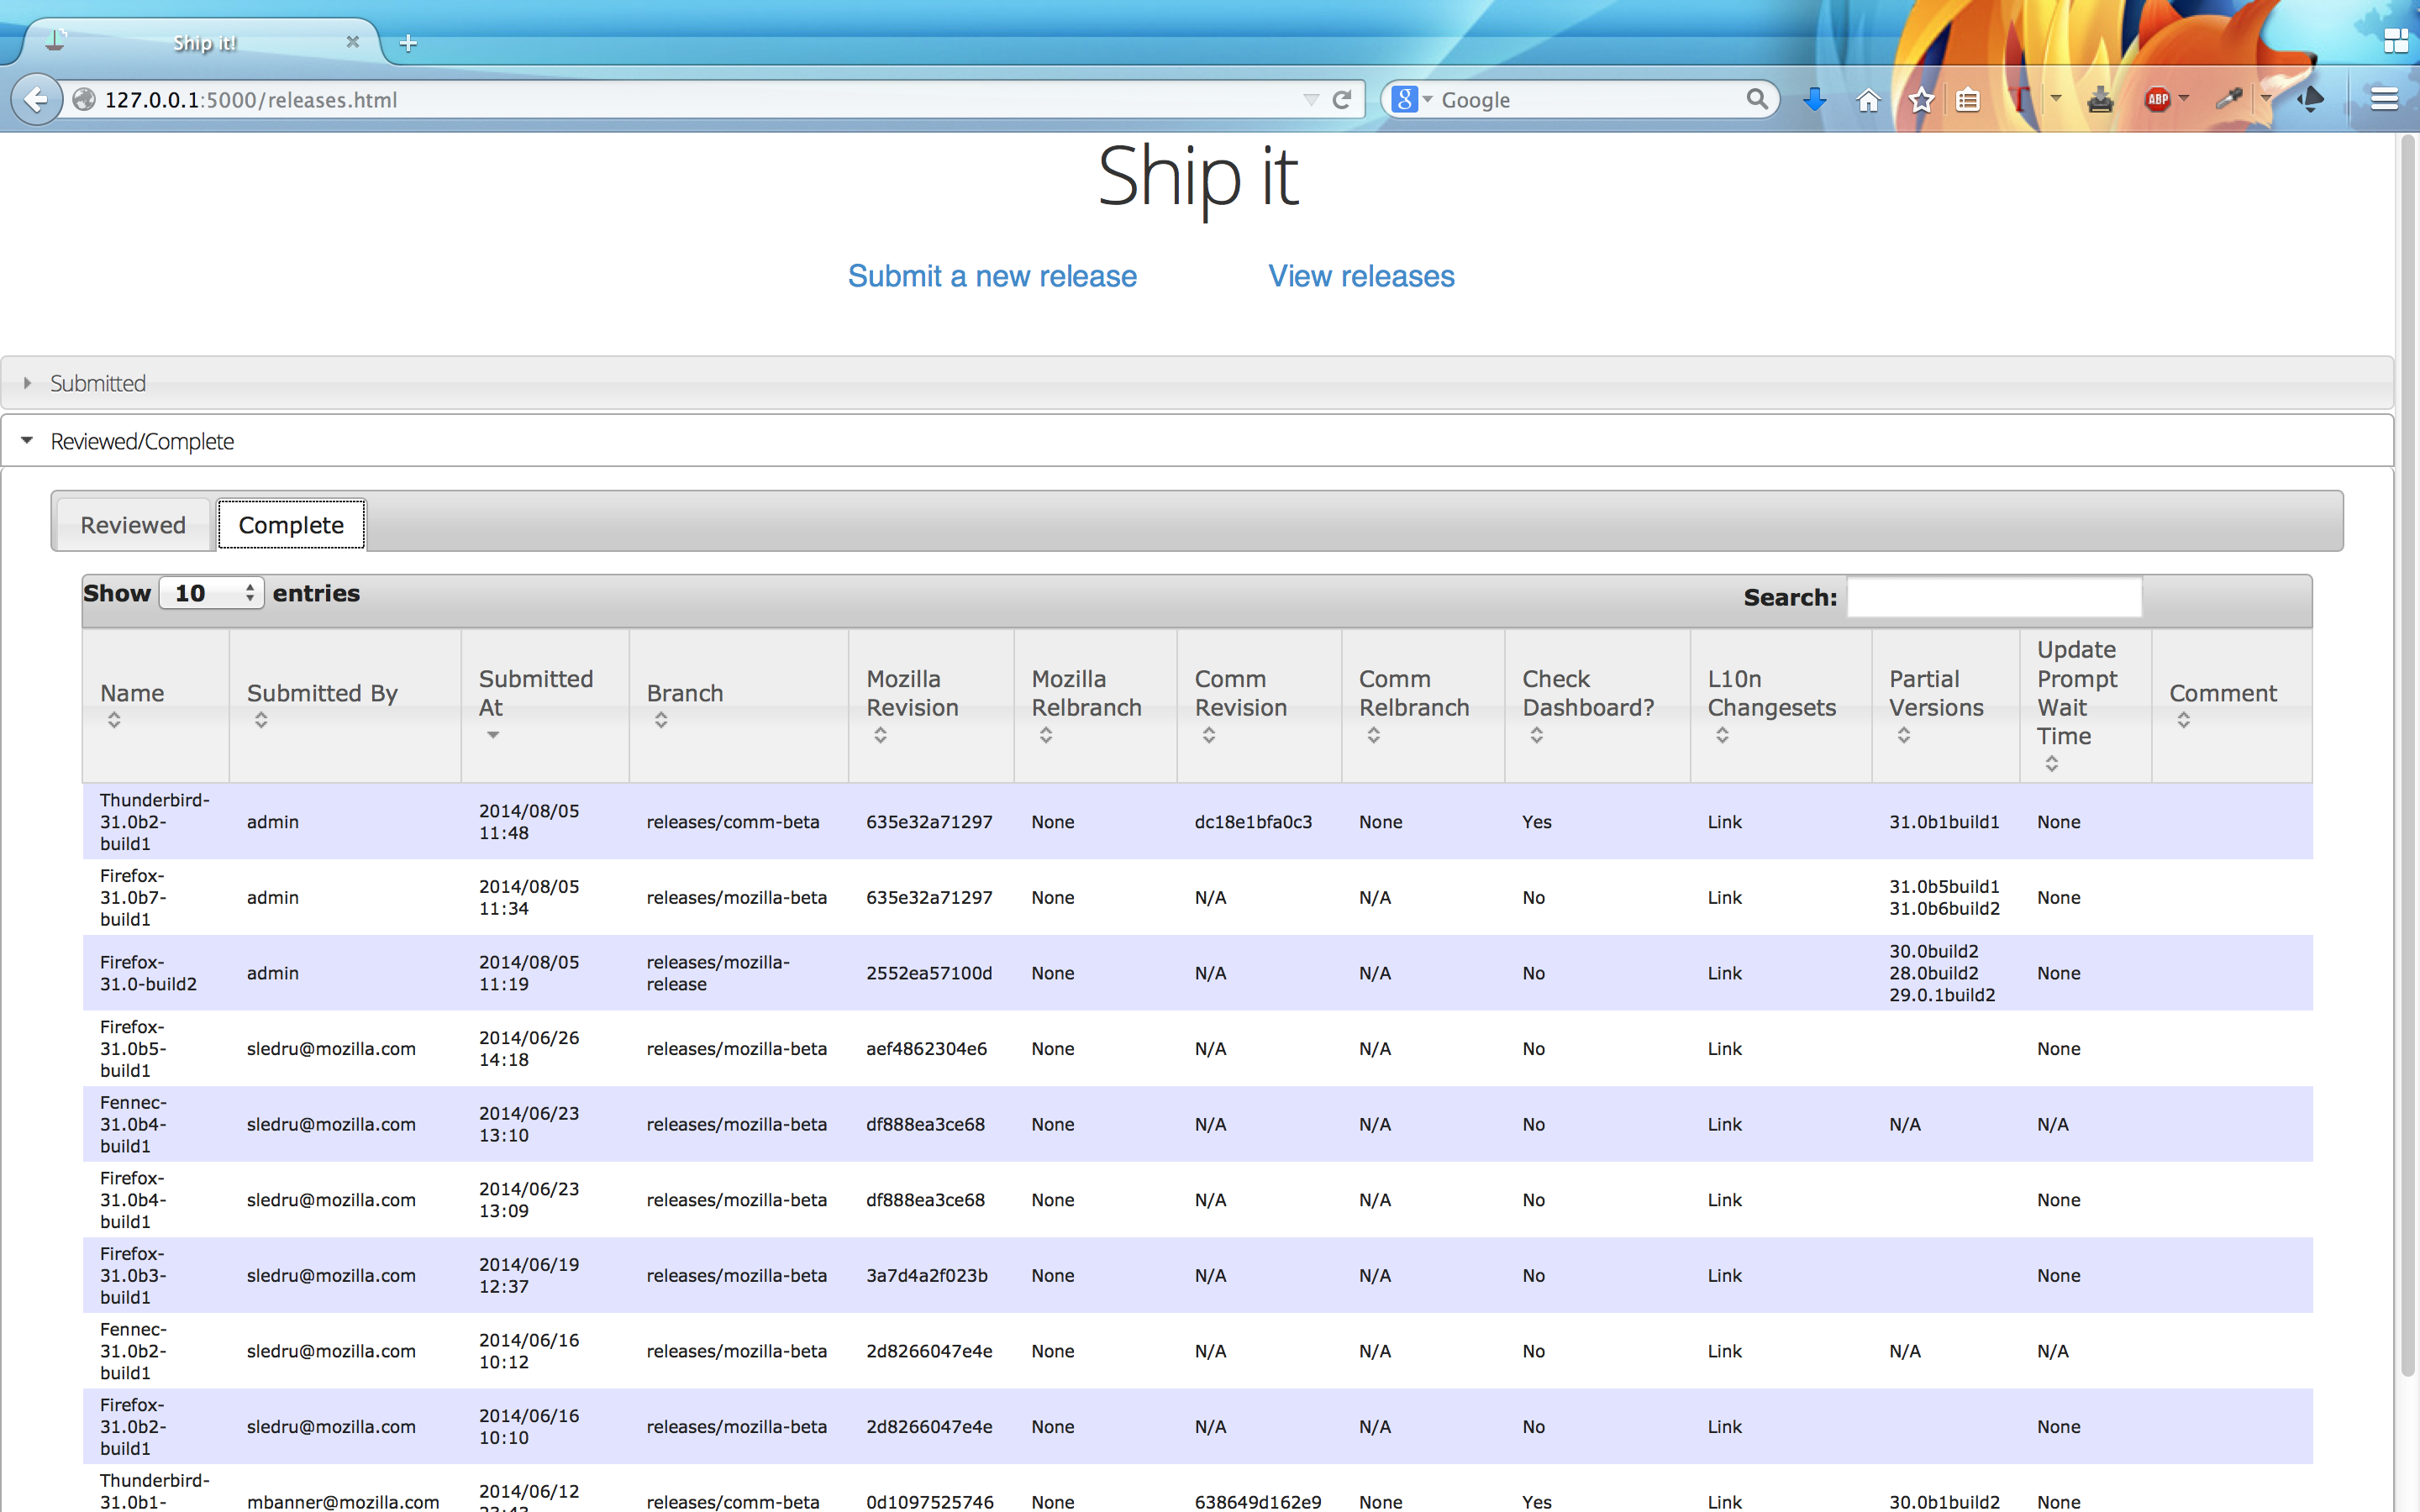 Ship it!
127.0.0.1:5000/releases.html
Google
ABP
Ship it
Submit a new release View releases
Submitted
Reviewed/Complete
Reviewed Complete
Show 10 entries Search:
Name Submitted By Submitted At Branch Mozilla Revision Mozilla Relbranch Comm Revision Comm Relbranch Check Dashboard? L10n Changesets Partial Versions Update Prompt Wait Time Comment
Thunderbird-31.0b2-build1 admin 2014/08/05 11:48 releases/comm-beta 635e32a71297 None dc18e1bfa0c3 None Yes Link 31.0b1build1 None
Firefox-31.0b7-build1 admin 2014/08/05 11:34 releases/mozilla-beta 635e32a71297 None N/A N/A No Link 31.0b5build1 31.0b6build2 None
Firefox-31.0-build2 admin 2014/08/05 11:19 releases/mozilla-release 2552ea57100d None N/A N/A No Link 30.0build2 28.0build2 29.0.1build2 None
Firefox-31.0b5-build1 sledru@mozilla.com 2014/06/26 14:18 releases/mozilla-beta aef4862304e6 None N/A N/A No Link None
Fennec-31.0b4-build1 sledru@mozilla.com 2014/06/23 13:10 releases/mozilla-beta df888ea3ce68 None N/A N/A No Link N/A N/A
Firefox-31.0b4-build1 sledru@mozilla.com 2014/06/23 13:09 releases/mozilla-beta df888ea3ce68 None N/A N/A No Link None
Firefox-31.0b3-build1 sledru@mozilla.com 2014/06/19 12:37 releases/mozilla-beta 3a7d4a2f023b None N/A N/A No Link None
Fennec-31.0b2-build1 sledru@mozilla.com 2014/06/16 10:12 releases/mozilla-beta 2d8266047e4e None N/A N/A No Link N/A N/A
Firefox-31.0b2-build1 sledru@mozilla.com 2014/06/16 10:10 releases/mozilla-beta 2d8266047e4e None N/A N/A No Link None
Thunderbird-31.0b1- mbanner@mozilla.com 2014/06/12 releases/comm-beta 0d1097525746 None 638649d162e9 None Yes Link 30.0b1build2 None